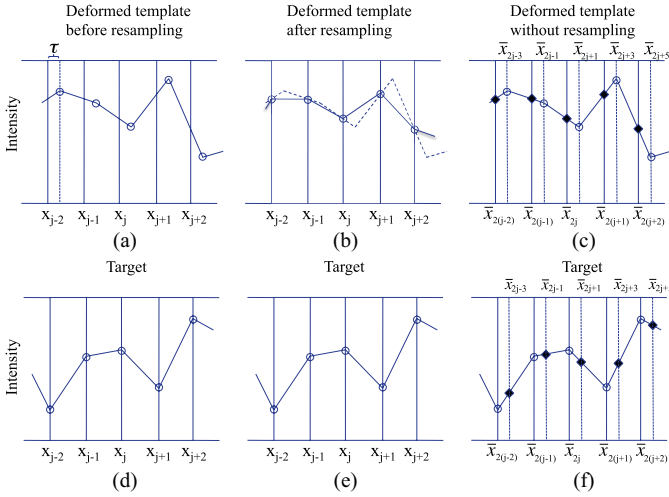 Deformed template
before resampling
Deformed template
after resampling
Deformed template
without resampling
τ
x̅2j-3 x̅2j-1 x̅2j+1 x̅2j+3 x̅2j+5
Intensity
xj-2 xj-1 xj xj+1 xj+2
xj-2 xj-1 xj xj+1 xj+2
x̅2(j-2) x̅2(j-1) x̅2j x̅2(j+1) x̅2(j+2)
(a)
(b)
(c)
Target
Target
Target
x̅2j-3 x̅2j-1 x̅2j+1 x̅2j+3 x̅2j+
Intensity
xj-2 xj-1 xj xj+1 xj+2
xj-2 xj-1 xj xj+1 xj+2
x̅2(j-2) x̅2(j-1) x̅2j x̅2(j+1) x̅2(j+2)
(d)
(e)
(f)